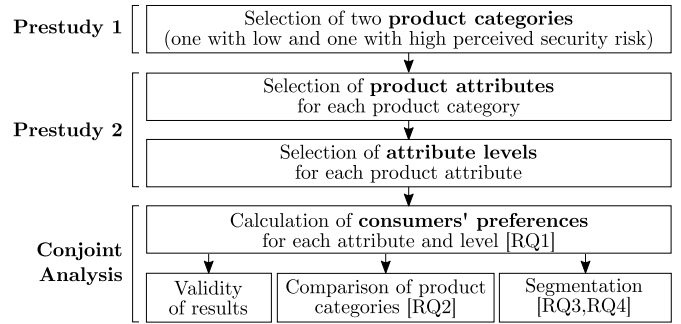 Prestudy 1
Selection of two product categories
(one with low and one with high perceived security risk)
Prestudy 2
Selection of product attributes
for each product category
Selection of attribute levels
for each product attribute
Conjoint
Analysis
Calculation of consumers' preferences
for each attribute and level [RQ1]
Validity
of results
Comparison of product
categories [RQ2]
Segmentation
[RQ3,RQ4]